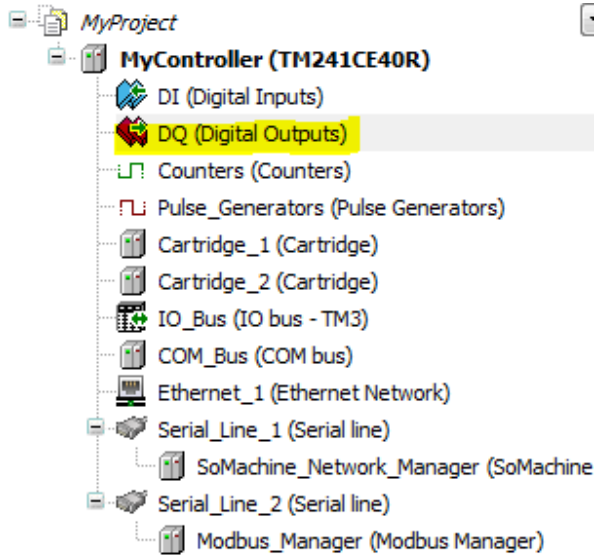 MyProject
MyController (TM241CE40R)
DI (Digital Inputs)
DQ (Digital Outputs)
Counters (Counters)
Pulse_Generators (Pulse Generators)
Cartridge_1 (Cartridge)
Cartridge_2 (Cartridge)
IO_Bus (IO bus - TM3)
COM_Bus (COM bus)
Ethernet_1 (Ethernet Network)
Serial_Line_1 (Serial line)
SoMachine_Network_Manager (SoMachine
Serial_Line_2 (Serial line)
Modbus_Manager (Modbus Manager)